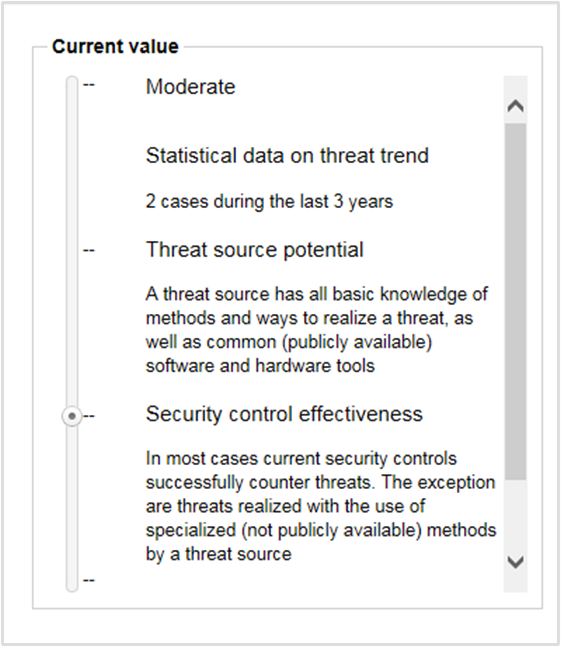 Current value
--
Moderate
Statistical data on threat trend
2 cases during the last 3 years
--
Threat source potential
A threat source has all basic knowledge of
methods and ways to realize a threat, as
well as common (publicly available)
software and hardware tools
--
Security control effectiveness
In most cases current security controls
successfully counter threats. The exception
are threats realized with the use of
specialized (not publicly available) methods
by a threat source
--